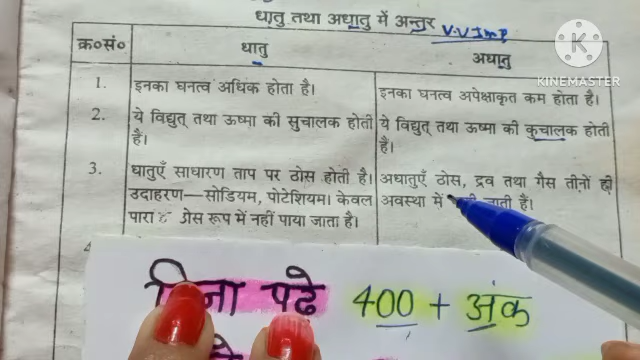 धातु तथा अधातु में अन्तर V.V Imp
क्र०सं० धातु अधातु
KINEMASTER
1. इनका घनत्व अधिक होता है। इनका घनत्व अपेक्षाकृत कम होता है।
2. ये विद्युत् तथा ऊष्मा की सुचालक होती ये विद्युत् तथा ऊष्मा की कुचालक होती
हैं। हैं।
3. धातुएँ साधारण ताप पर ठोस होती है। अधातुएँ ठोस, द्रव तथा गैस तीनों ही
उदाहरण—सोडियम, पोटेशियम। केवल अवस्था में जाती हैं।
पारा रूप में नहीं पाया जाता है।
बिना पढे 400 + अंक